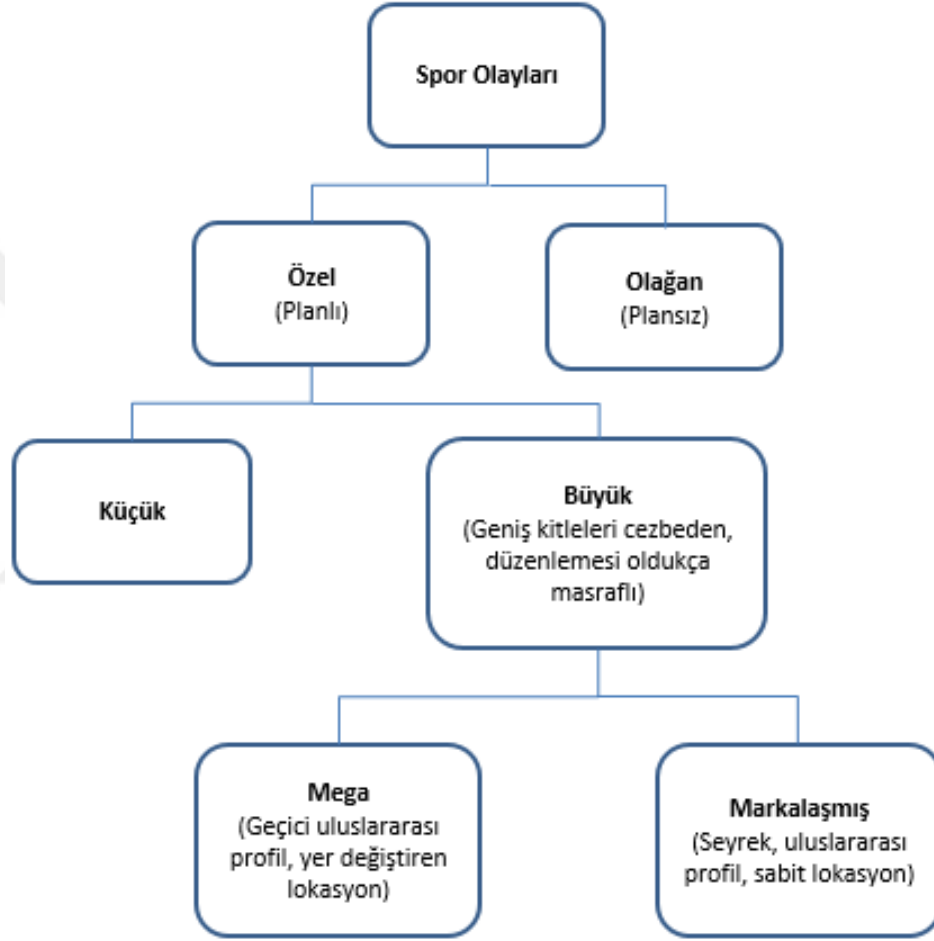 Spor Olayları
Özel
(Planlı)
Olağan
(Plansız)
Küçük
Büyük
(Geniş kitleleri cezbeden,
düzenlemesi oldukça
masraflı)
Mega
(Geçici uluslararası
profil, yer değiştiren
lokasyon)
Markalaşmış
(Seyrek, uluslararası
profil, sabit lokasyon)